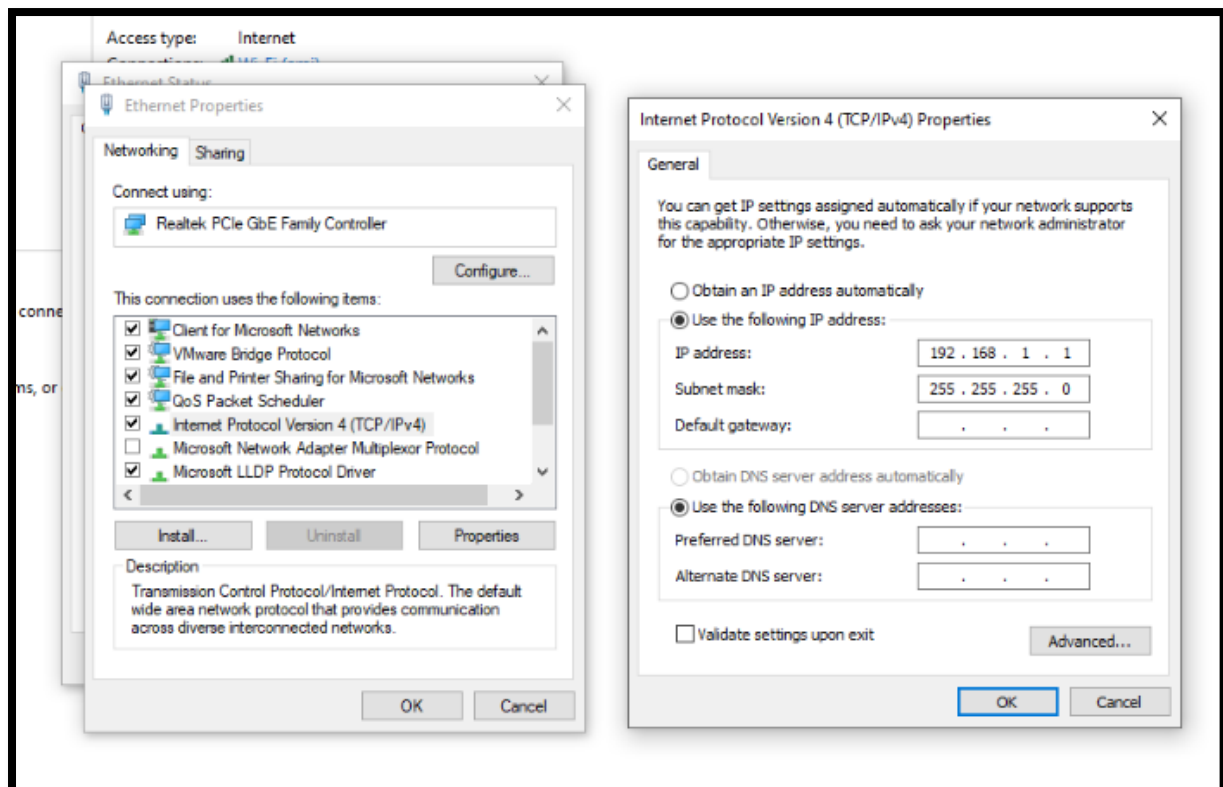 Access type: Internet
Connections:
Ethernet Status
Ethernet Properties
Networking Sharing
Connect using:
Realtek PCIe GbE Family Controller
Configure...
This connection uses the following items:
Client for Microsoft Networks
VMware Bridge Protocol
File and Printer Sharing for Microsoft Networks
QoS Packet Scheduler
Internet Protocol Version 4 (TCP/IPv4)
Microsoft Network Adapter Multiplexor Protocol
Microsoft LLDP Protocol Driver
Install... Uninstall Properties
Description
Transmission Control Protocol/Internet Protocol. The default
wide area network protocol that provides communication
across diverse interconnected networks.
OK Cancel
conne
ms, or
Internet Protocol Version 4 (TCP/IPv4) Properties
General
You can get IP settings assigned automatically if your network supports
this capability. Otherwise, you need to ask your network administrator
for the appropriate IP settings.
Obtain an IP address automatically
Use the following IP address:
IP address: 192 . 168 . 1 . 1
Subnet mask: 255 . 255 . 255 . 0
Default gateway: . . .
Obtain DNS server address automatically
Use the following DNS server addresses:
Preferred DNS server: . . .
Alternate DNS server: . . .
Validate settings upon exit
Advanced...
OK Cancel